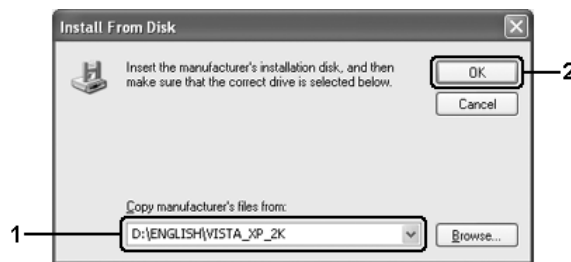 Install From Disk
Insert the manufacturer's installation disk, and then
make sure that the correct drive is selected below.
OK
2
Cancel
Copy manufacturer's files from:
1
D:\ENGLISH\VISTA_XP_2K
Browse...